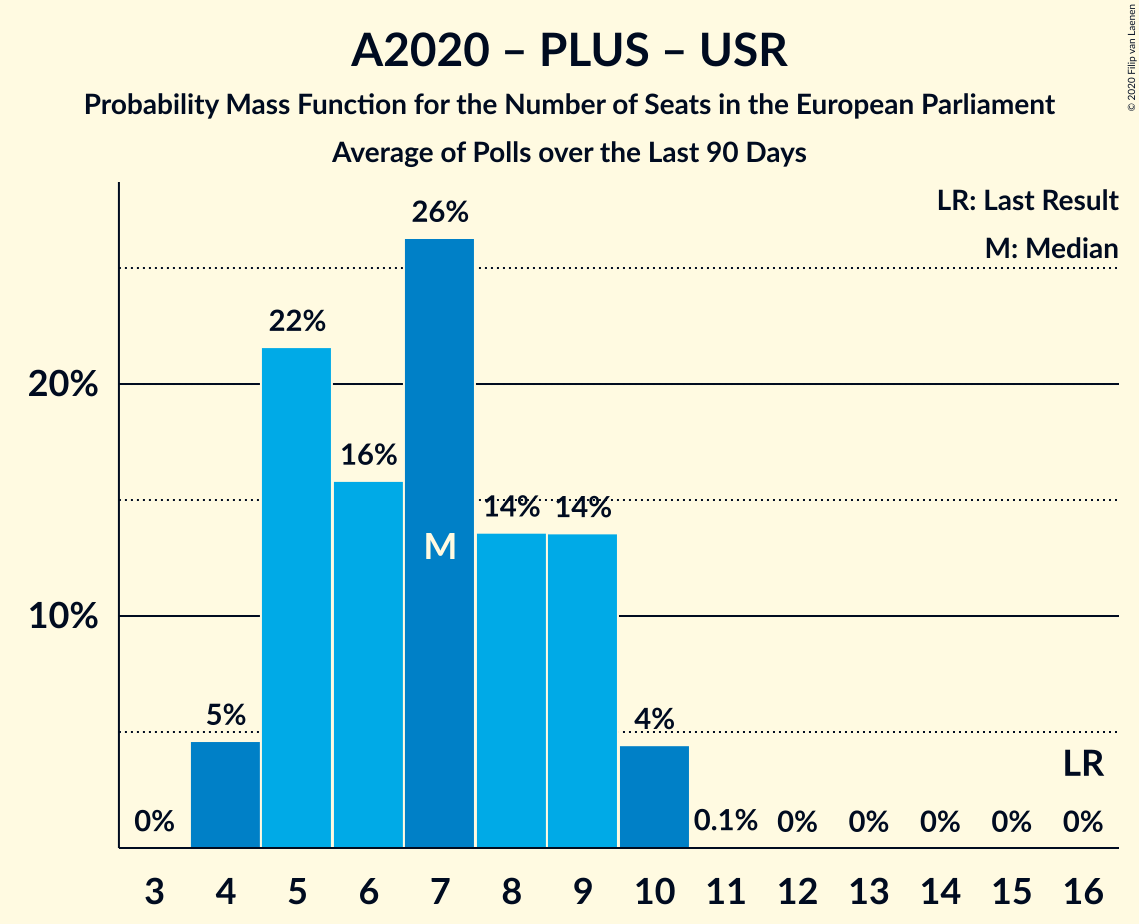 A2020 – PLUS – USR
Probability Mass Function for the Number of Seats in the European Parliament
Average of Polls over the Last 90 Days
© 2020 Filip van Laenen
LR: Last Result
M: Median
26%
22%
20%
16%
14% 14%
M
10%
5%
4%
LR
0%
0.1% 0% 0% 0% 0% 0%
3 4 5 6 7 8 9 10 11 12 13 14 15 16